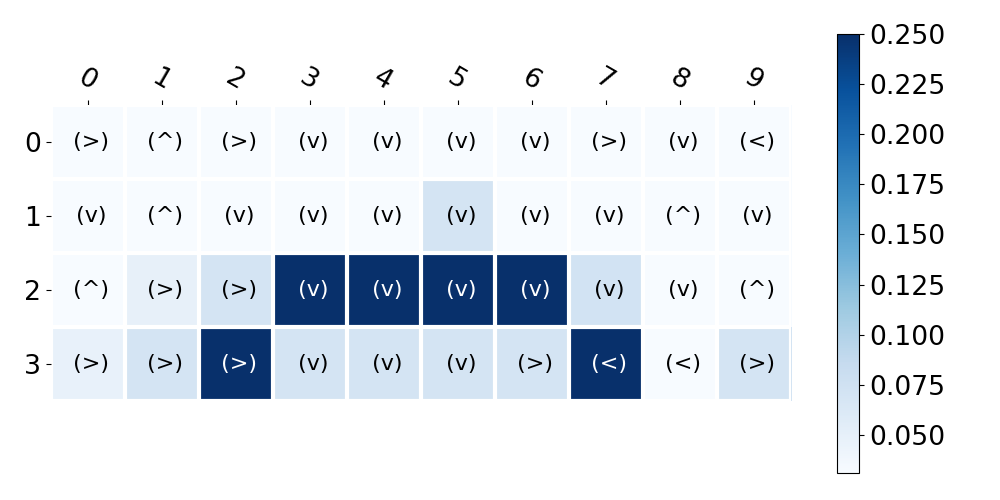 0 1 2 3 4 5 6 7 8 9
0 (>) (^) (>) (v) (v) (v) (v) (>) (v) (<)
1 (v) (^) (v) (v) (v) (v) (v) (v) (^) (v)
2 (^) (>) (>) (v) (v) (v) (v) (v) (v) (^)
3 (>) (>) (>) (v) (v) (v) (>) (<) (<) (>)
0.250
0.225
0.200
0.175
0.150
0.125
0.100
0.075
0.050